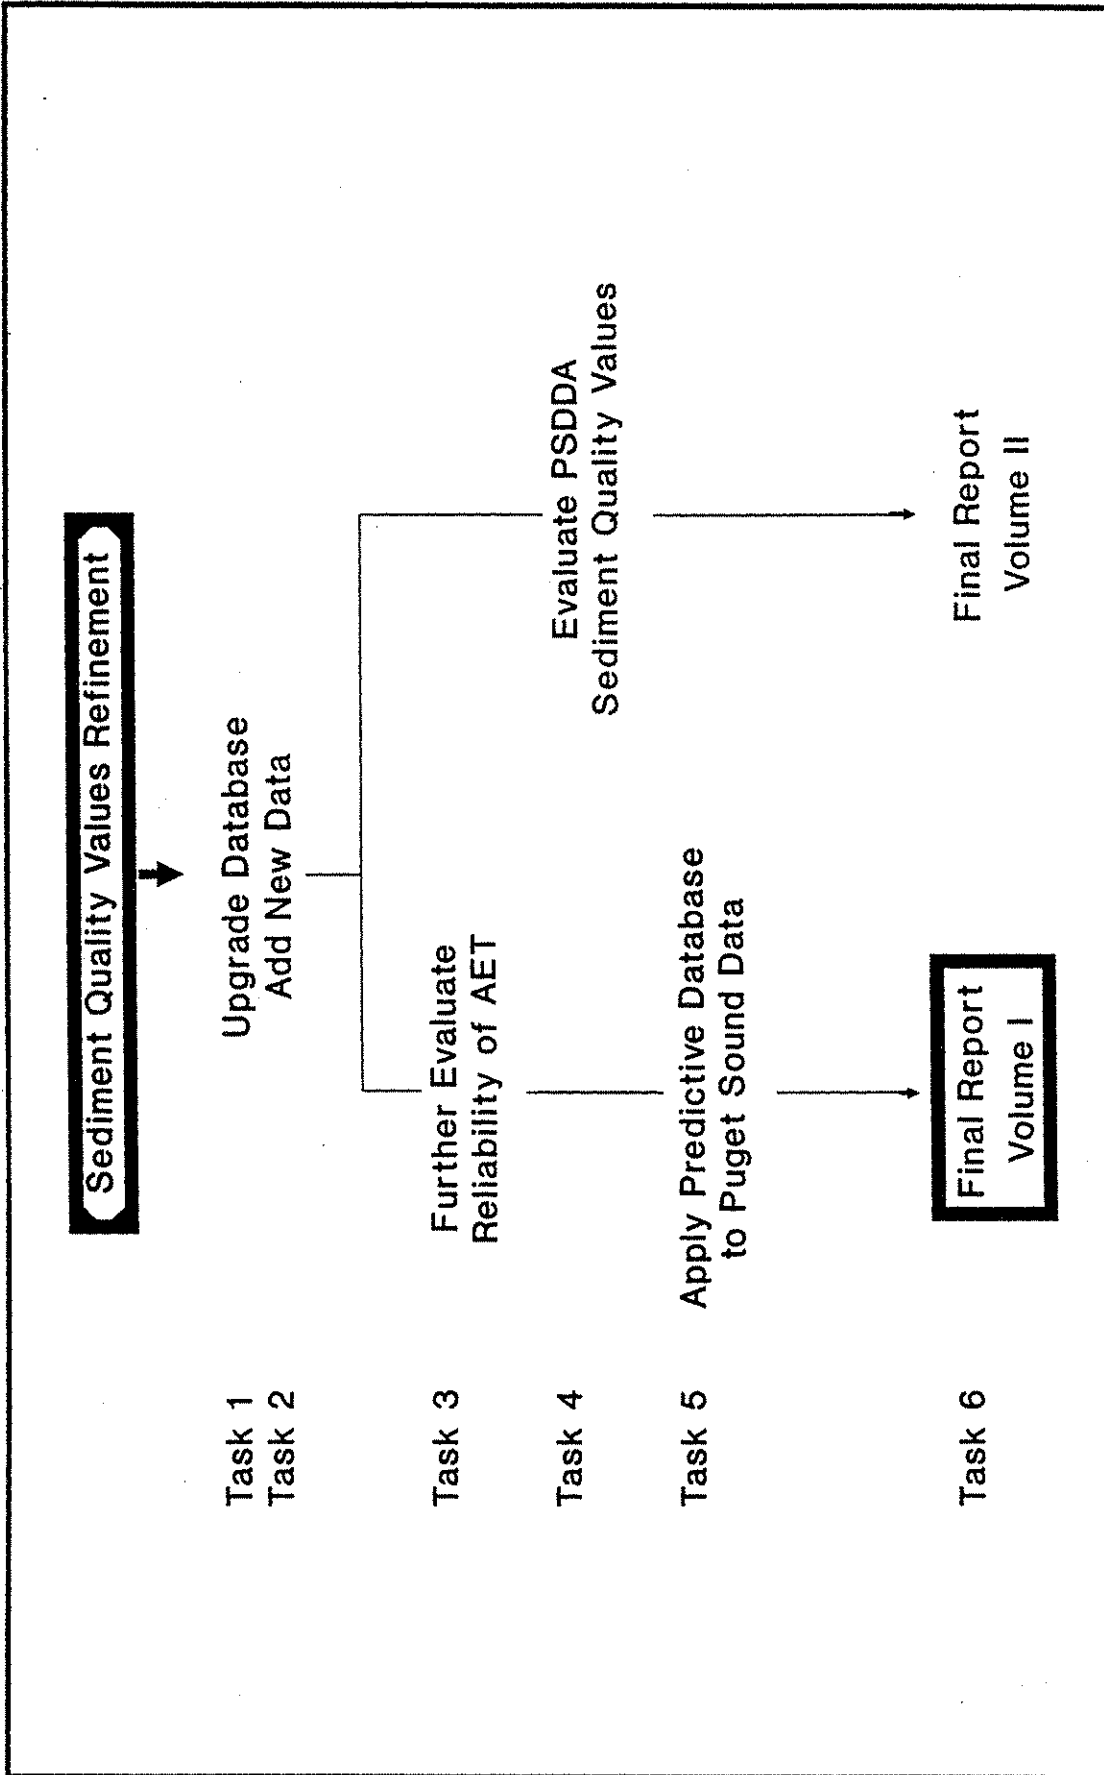 Sediment Quality Values Refinement
Task 1
Task 2
Upgrade Database
Add New Data
Task 3
Further Evaluate
Reliability of AET
Task 4
Evaluate PSDDA
Sediment Quality Values
Task 5
Apply Predictive Database
to Puget Sound Data
Task 6
Final Report
Volume I
Final Report
Volume II